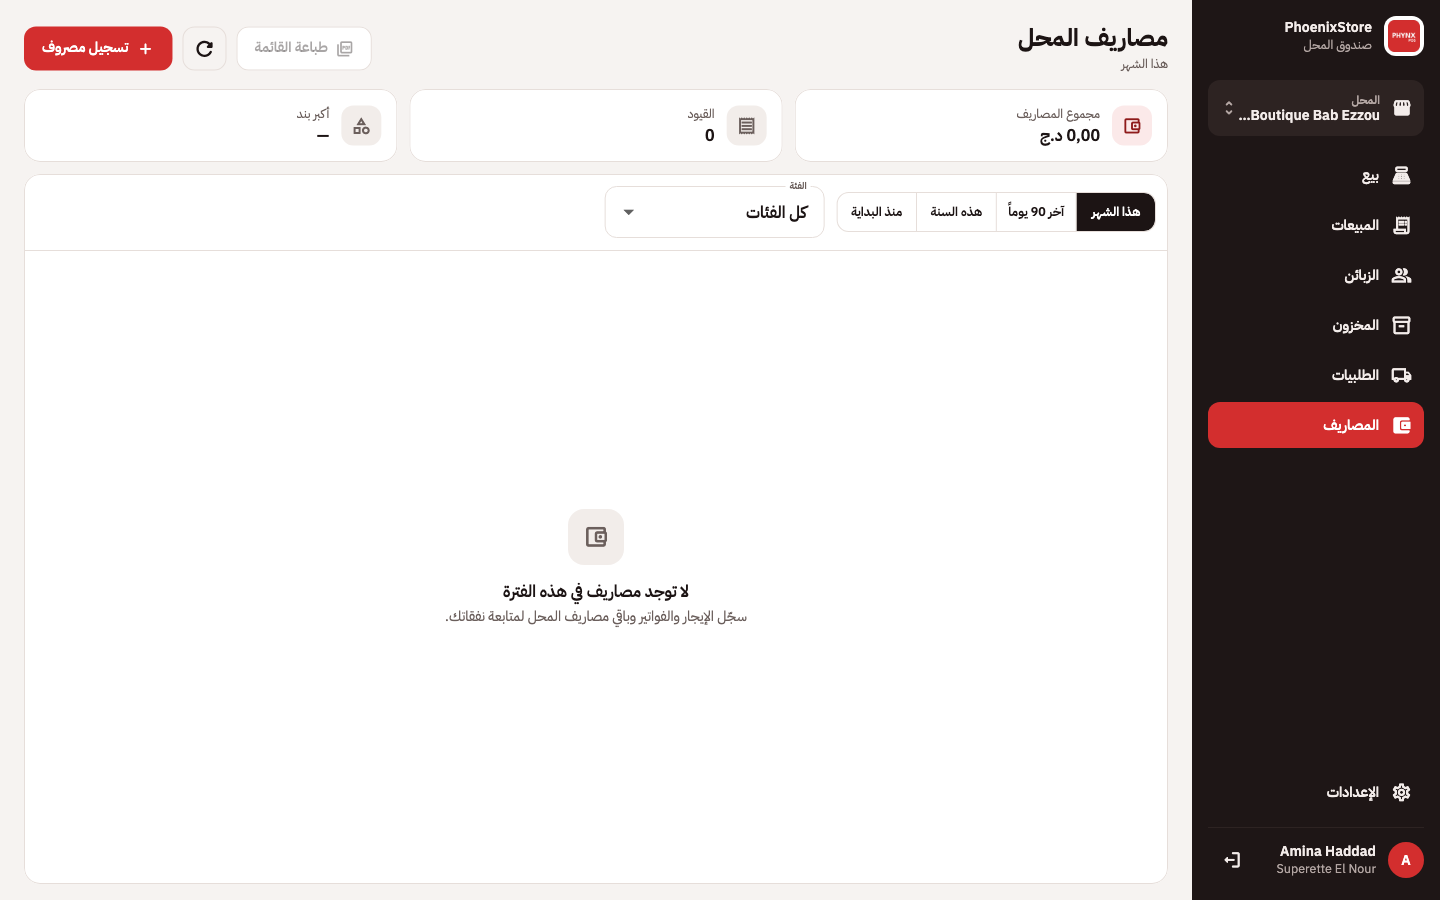 PhoenixStore
صندوق المحل
PHYNX
POS
المحل
Boutique Bab Ezzou...
بيع
المبيعات
الزبائن
المخزون
الطلبيات
المصاريف
الإعدادات
Amina Haddad
Superette El Nour
A
مصاريف المحل
هذا الشهر
طباعة القائمة
تسجيل مصروف
مجموع المصاريف
0,00 د.ج
القيود
0
أكبر بند
—
هذا الشهر
آخر 90 يوماً
هذه السنة
منذ البداية
الفئة
كل الفئات
لا توجد مصاريف في هذه الفترة
سجّل الإيجار والفواتير وباقي مصاريف المحل لمتابعة نفقاتك.